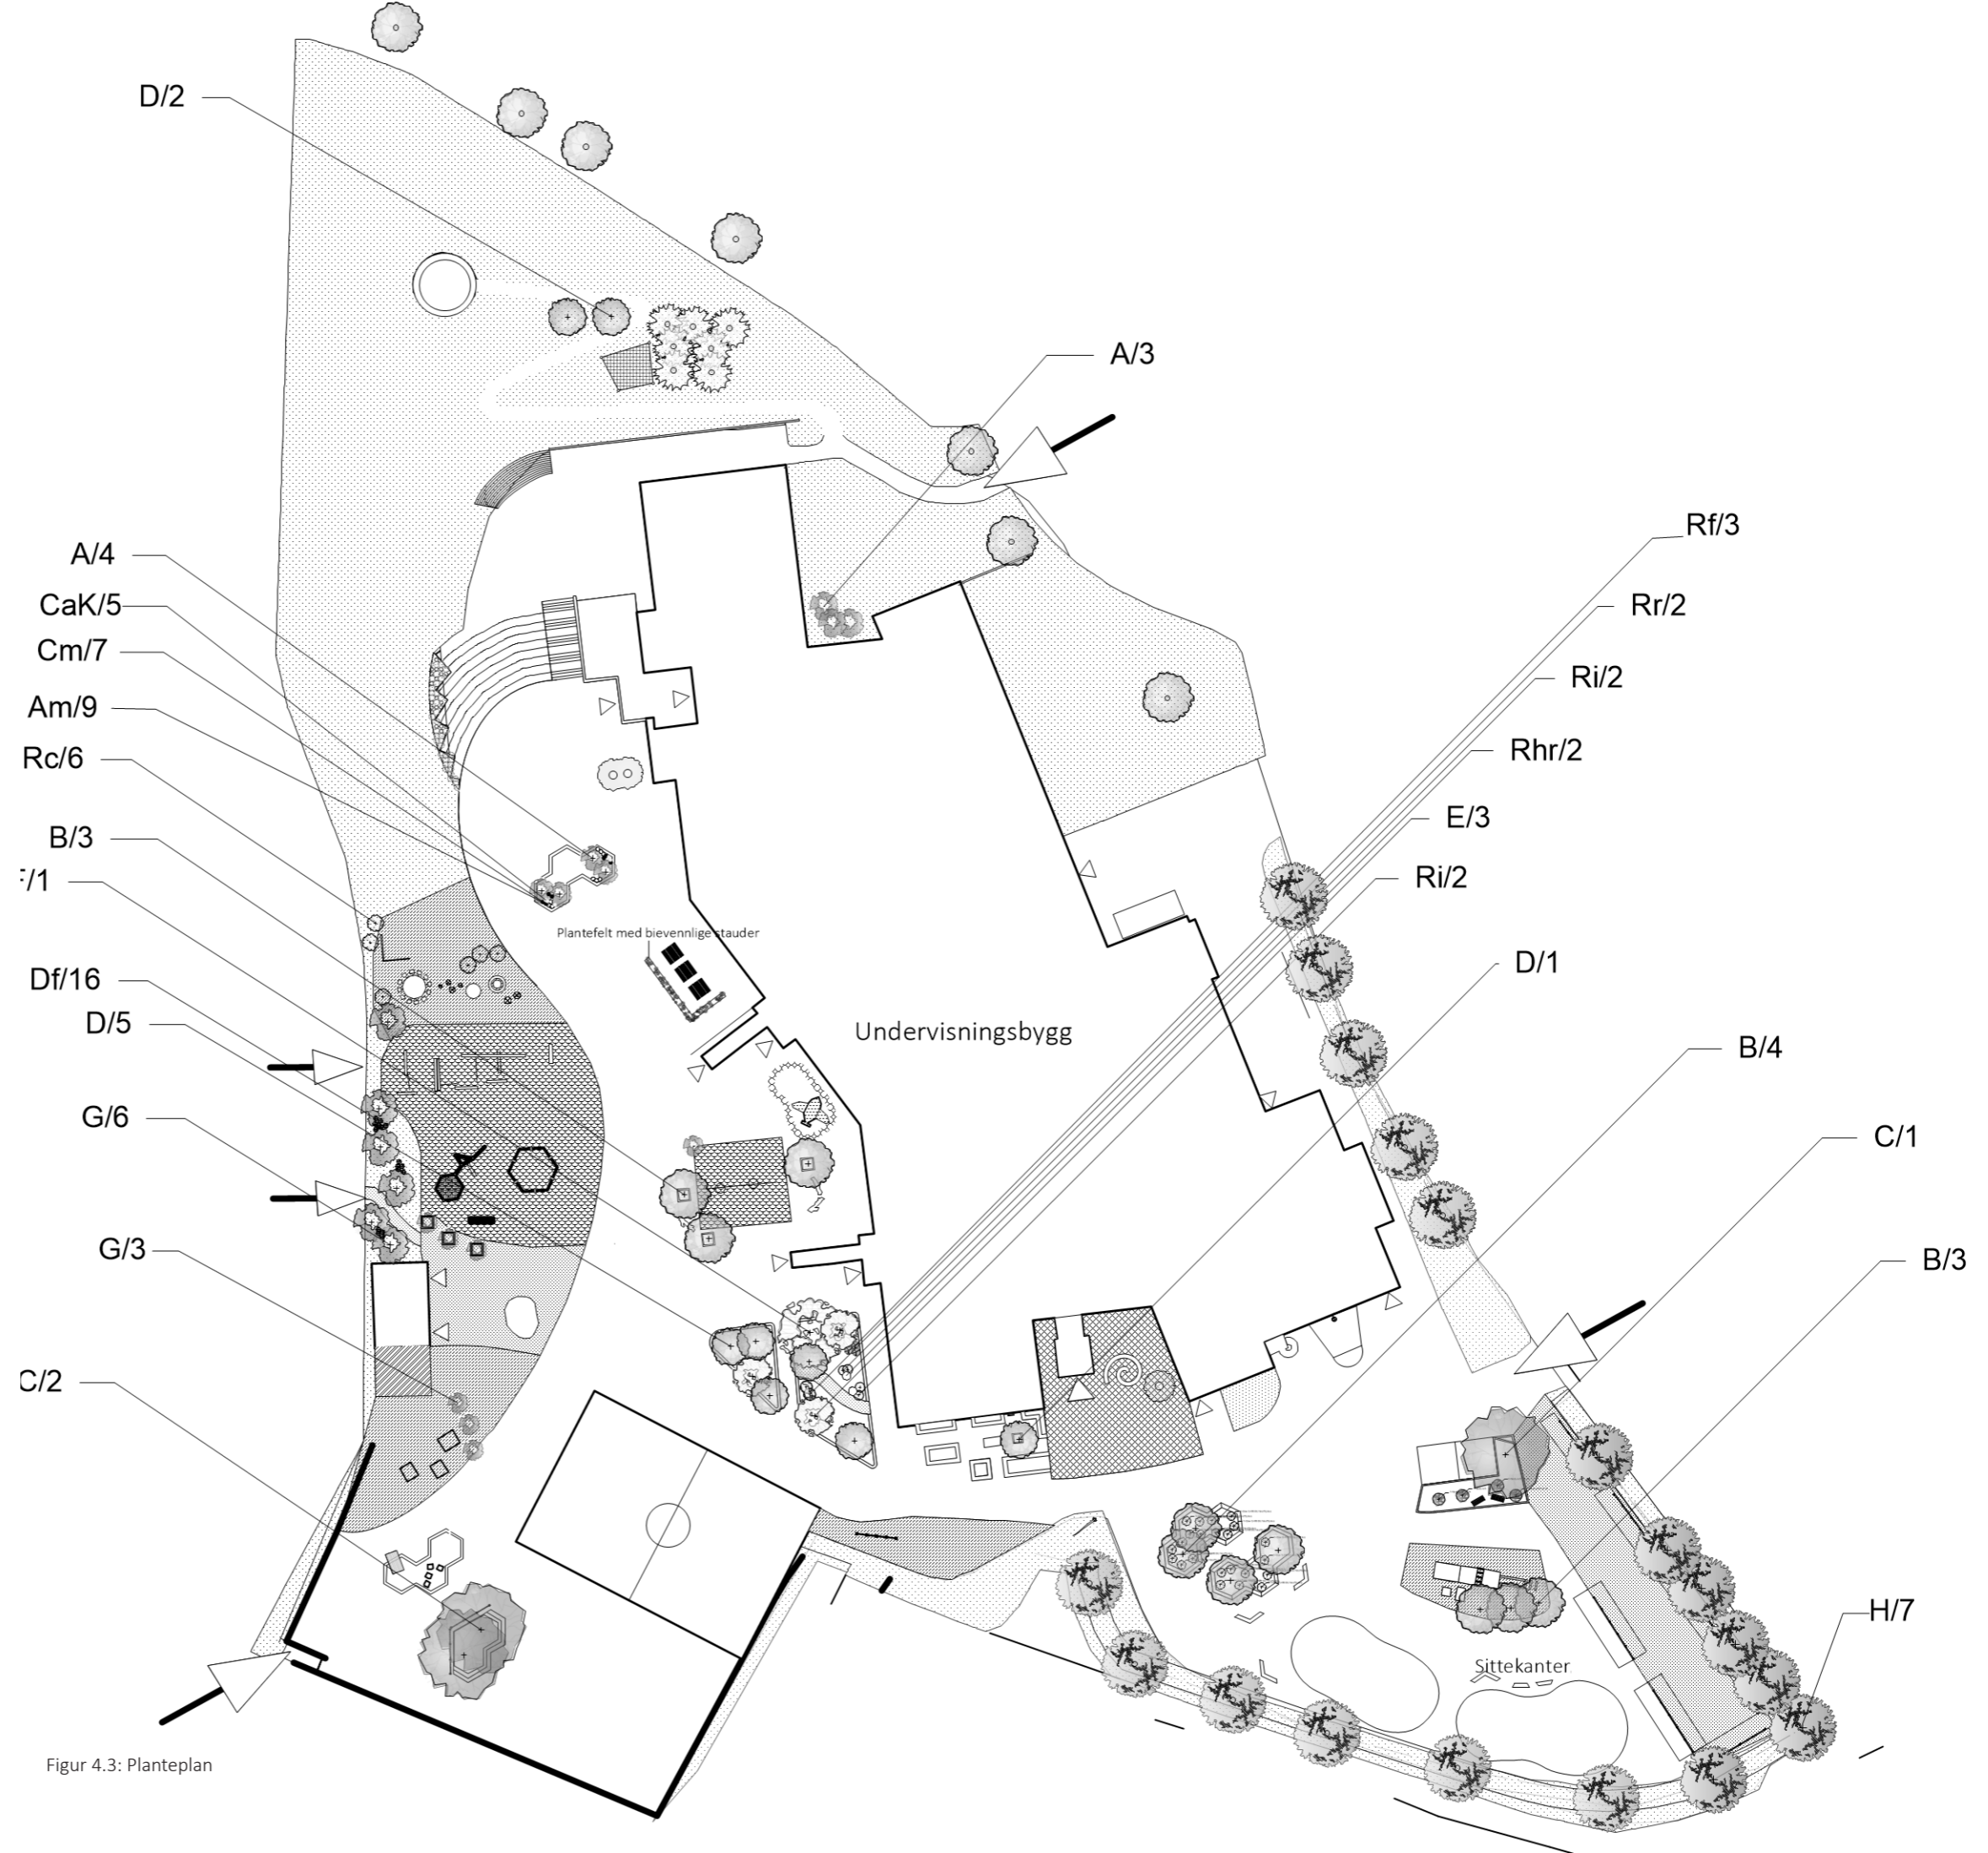 D/2
A/3
Rf/3
A/4
CaK/5
Rr/2
Cm/7
Ri/2
Am/9
Rhr/2
Rc/6
E/3
B/3
Ri/2
/1
Plantefelt med bievennlige stauder
D/1
Df/16
D/5
Undervisningsbygg
B/4
G/6
C/1
G/3
B/3
C/2
H/7
Sittekanter
Figur 4.3: Planteplan